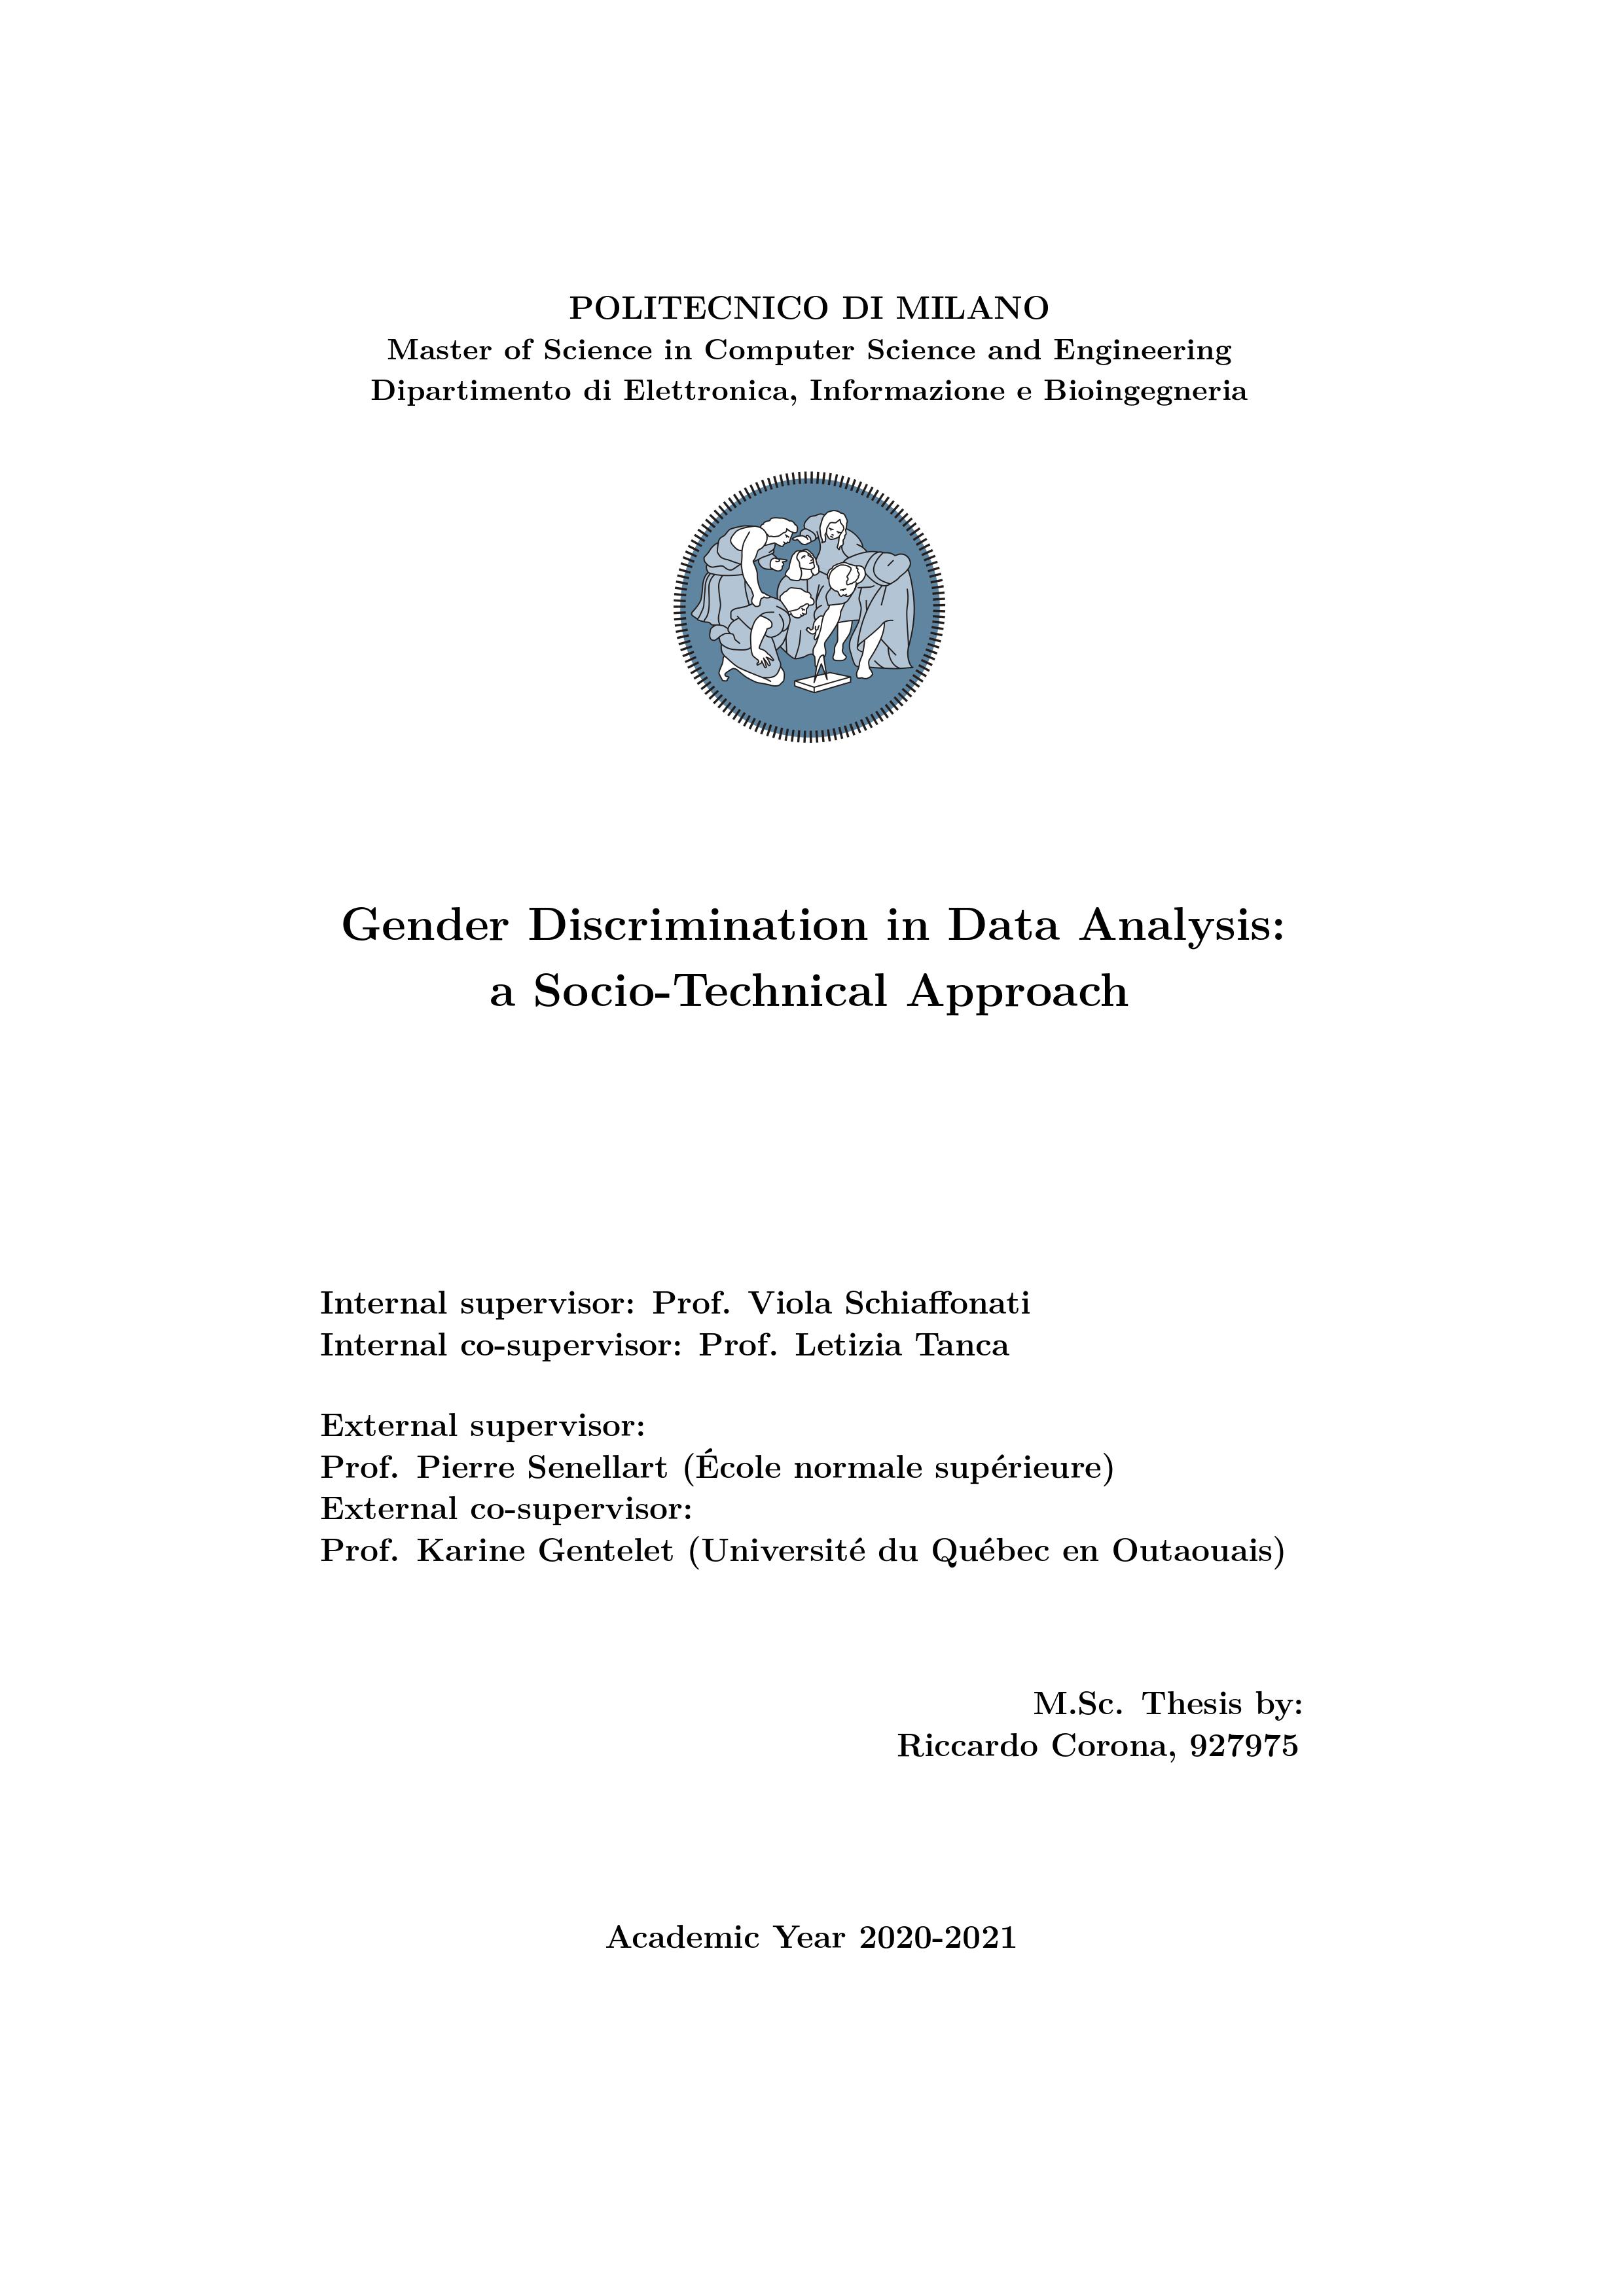 POLITECNICO DI MILANO
Master of Science in Computer Science and Engineering
Dipartimento di Elettronica, Informazione e Bioingegneria
Gender Discrimination in Data Analysis:
a Socio-Technical Approach
Internal supervisor: Prof. Viola Schiaffonati
Internal co-supervisor: Prof. Letizia Tanca
External supervisor:
Prof. Pierre Senellart (École normale supérieure)
External co-supervisor:
Prof. Karine Gentelet (Université du Québec en Outaouais)
M.Sc. Thesis by:
Riccardo Corona, 927975
Academic Year 2020-2021